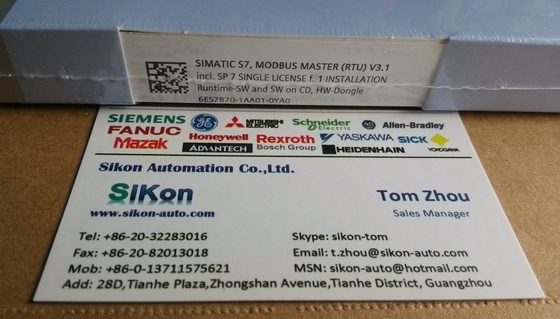 SIMATIC S7, MODBUS MASTER (RTU) V3.1
incl. SP 7 SINGLE LICENSE f. 1 INSTALLATION
Runtime-SW and SW on CD, HW-Dongle
6ES7870-1AA01-0YA0
SIEMENS GE MITSUBISHI ELECTRIC Schneider Electric AB Allen-Bradley
FANUC Honeywell Rexroth Bosch Group YASKAWA SICK YOKOGAWA
Mazak ADVANTECH HEIDENHAIN
Sikon Automation Co.,Ltd.
SiKon
www.sikon-auto.com
Tom Zhou
Sales Manager
Tel: +86-20-32283016 Skype: sikon-tom
Fax: +86-20-82013018 Email: t.zhou@sikon-auto.com
Mob: +86-0-13711575621 MSN: sikon-auto@hotmail.com
Add: 28D,Tianhe Plaza,Zhongshan Avenue,Tianhe District, Guangzhou